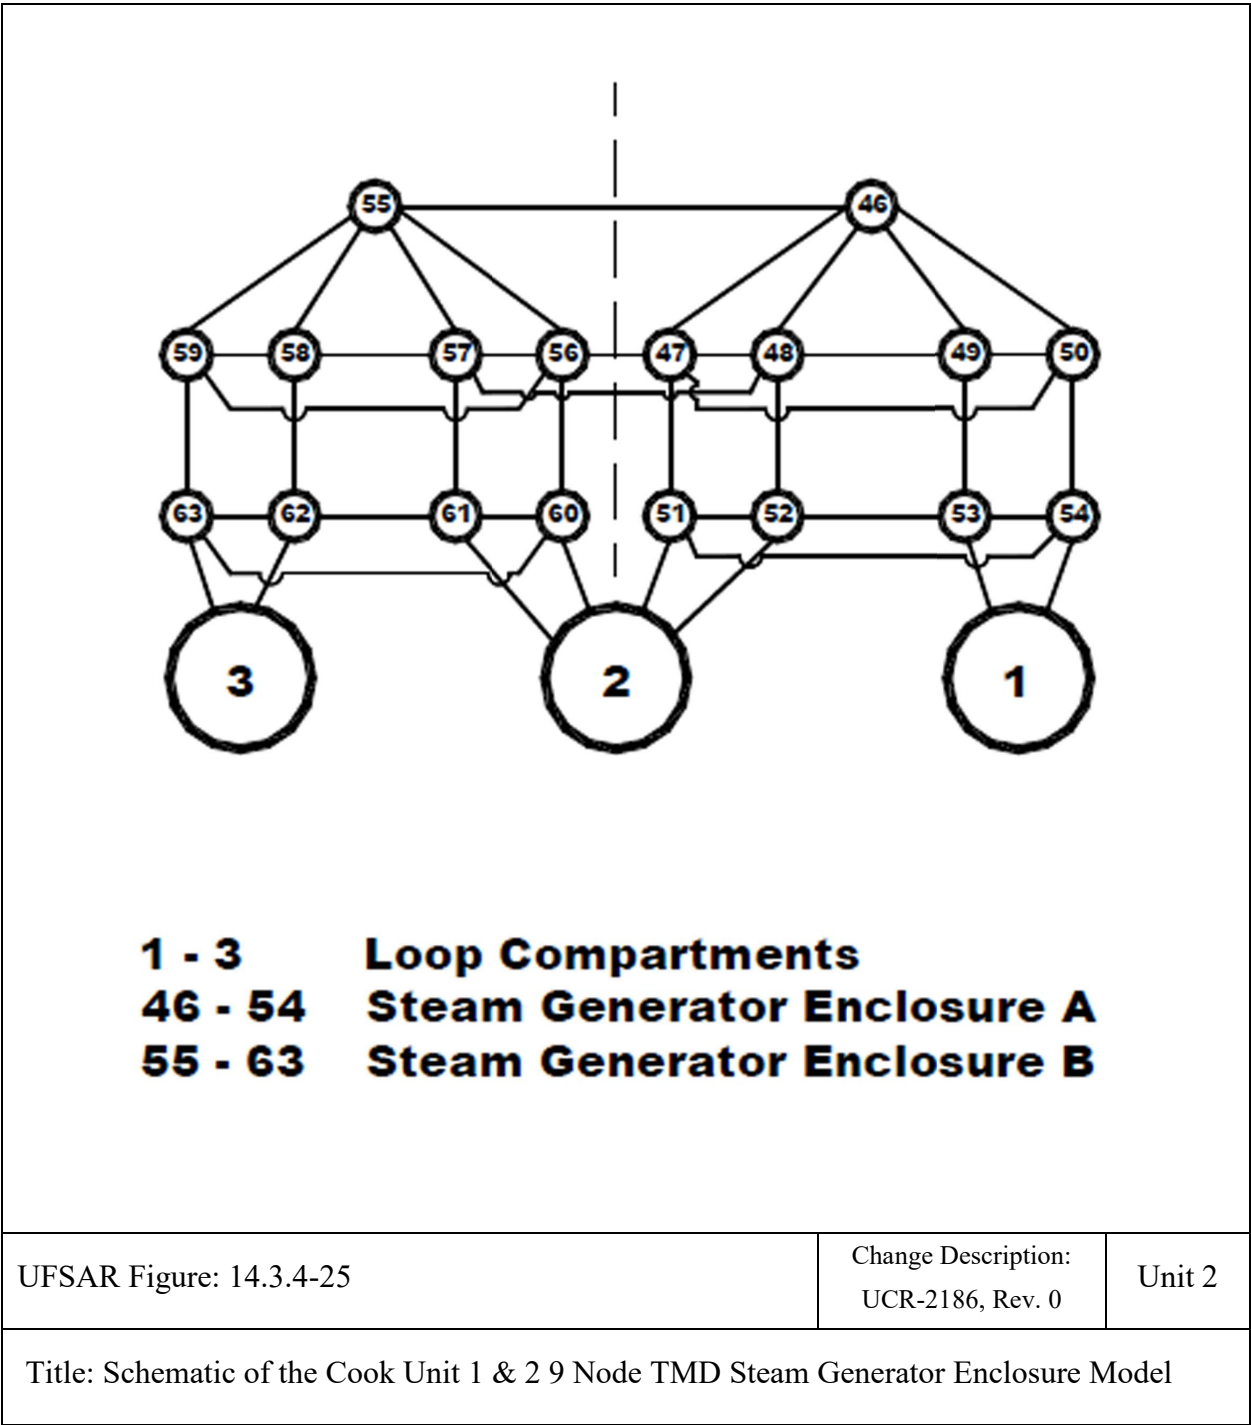 55 46
59 58 57 56 47 48 49 50
63 62 61 60 51 52 53 54
3 2 1
1 - 3 Loop Compartments
46 - 54 Steam Generator Enclosure A
55 - 63 Steam Generator Enclosure B
UFSAR Figure: 14.3.4-25
Change Description:
UCR-2186, Rev. 0
Unit 2
Title: Schematic of the Cook Unit 1 & 2 9 Node TMD Steam Generator Enclosure Model